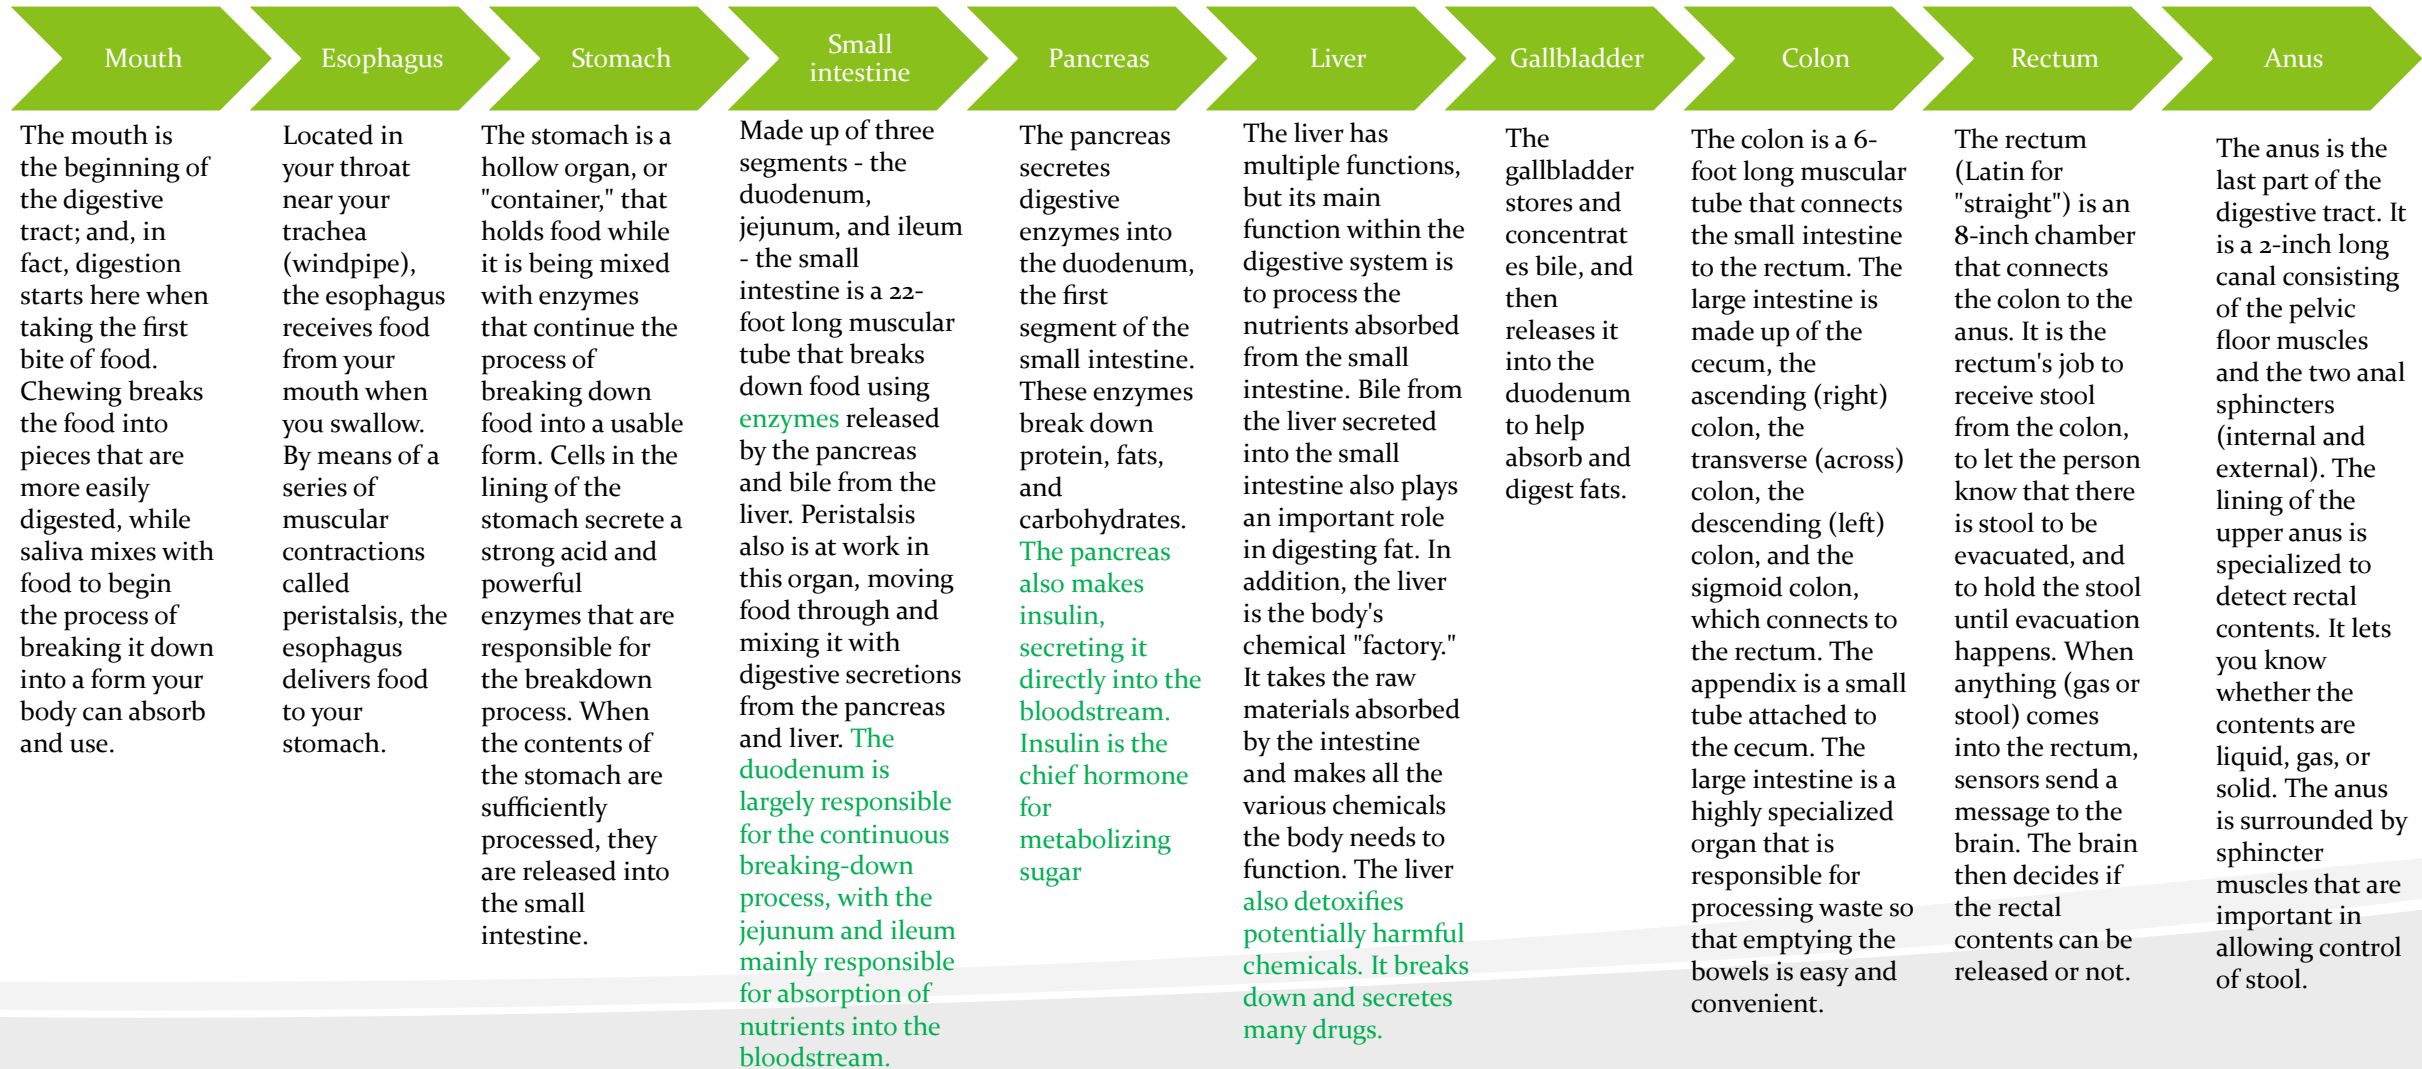 Mouth
Esophagus
Stomach
Small
intestine
Pancreas
Liver
Gallbladder
Colon
Rectum
Anus
The mouth is
the beginning of
the digestive
tract; and, in
fact, digestion
starts here when
taking the first
bite of food.
Chewing breaks
the food into
pieces that are
more easily
digested, while
saliva mixes with
food to begin
the process of
breaking it down
into a form your
body can absorb
and use.
Located in
your throat
near your
trachea
(windpipe),
the esophagus
receives food
from your
mouth when
you swallow.
By means of a
series of
muscular
contractions
called
peristalsis, the
esophagus
delivers food
to your
stomach.
The stomach is a
hollow organ, or
"container," that
holds food while
it is being mixed
with enzymes
that continue the
process of
breaking down
food into a usable
form. Cells in the
lining of the
stomach secrete a
strong acid and
powerful
enzymes that are
responsible for
the breakdown
process. When
the contents of
the stomach are
sufficiently
processed, they
are released into
the small
intestine.
Made up of three
segments - the
duodenum,
jejunum, and ileum
- the small
intestine is a 22-
foot long muscular
tube that breaks
down food using
enzymes released
by the pancreas
and bile from the
liver. Peristalsis
also is at work in
this organ, moving
food through and
mixing it with
digestive secretions
from the pancreas
and liver. The
duodenum is
largely responsible
for the continuous
breaking-down
process, with the
jejunum and ileum
mainly responsible
for absorption of
nutrients into the
bloodstream.
The pancreas
secretes
digestive
enzymes into
the duodenum,
the first
segment of the
small intestine.
These enzymes
break down
protein, fats,
and
carbohydrates.
The pancreas
also makes
insulin,
secreting it
directly into the
bloodstream.
Insulin is the
chief hormone
for
metabolizing
sugar
The liver has
multiple functions,
but its main
function within the
digestive system is
to process the
nutrients absorbed
from the small
intestine. Bile from
the liver secreted
into the small
intestine also plays
an important role
in digesting fat. In
addition, the liver
is the body's
chemical "factory."
It takes the raw
materials absorbed
by the intestine
and makes all the
various chemicals
the body needs to
function. The liver
also detoxifies
potentially harmful
chemicals. It breaks
down and secretes
many drugs.
The
gallbladder
stores and
concentrat
es bile, and
then
releases it
into the
duodenum
to help
absorb and
digest fats.
The colon is a 6-
foot long muscular
tube that connects
the small intestine
to the rectum. The
large intestine is
made up of the
cecum, the
ascending (right)
colon, the
transverse (across)
colon, the
descending (left)
colon, and the
sigmoid colon,
which connects to
the rectum. The
appendix is a small
tube attached to
the cecum. The
large intestine is a
highly specialized
organ that is
responsible for
processing waste so
that emptying the
bowels is easy and
convenient.
The rectum
(Latin for
"straight") is an
8-inch chamber
that connects
the colon to the
anus. It is the
rectum's job to
receive stool
from the colon,
to let the person
know that there
is stool to be
evacuated, and
to hold the stool
until evacuation
happens. When
anything (gas or
stool) comes
into the rectum,
sensors send a
message to the
brain. The brain
then decides if
the rectal
contents can be
released or not.
The anus is the
last part of the
digestive tract. It
is a 2-inch long
canal consisting
of the pelvic
floor muscles
and the two anal
sphincters
(internal and
external). The
lining of the
upper anus is
specialized to
detect rectal
contents. It lets
you know
whether the
contents are
liquid, gas, or
solid. The anus
is surrounded by
sphincter
muscles that are
important in
allowing control
of stool.